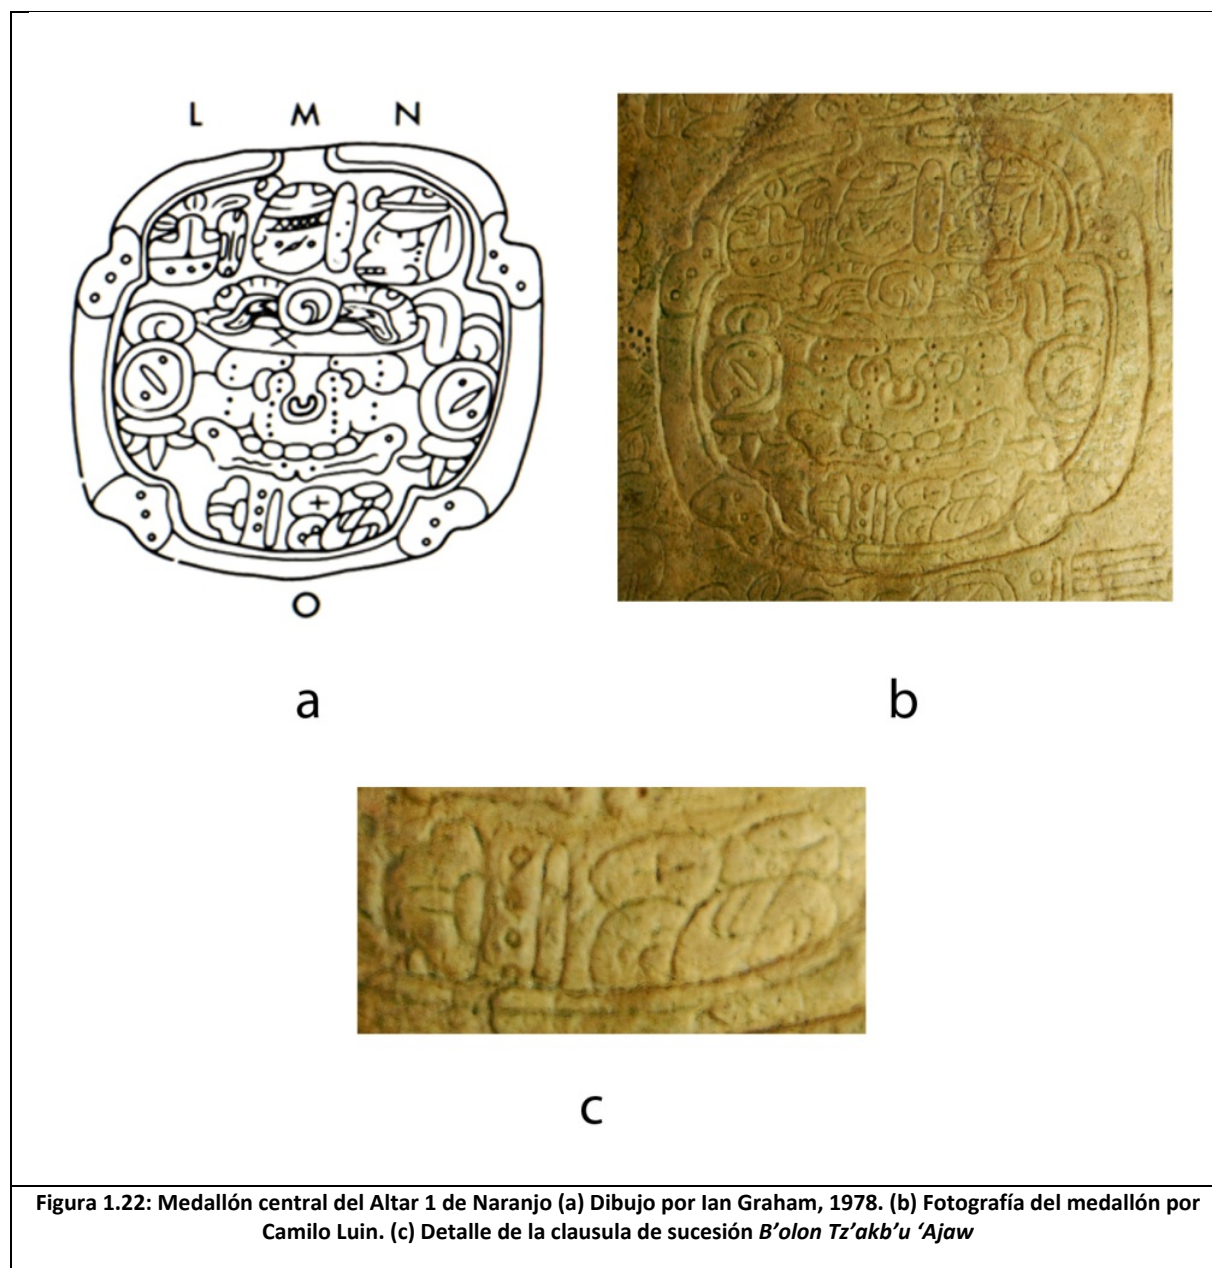 L M N
O
a
b
c
Figura 1.22: Medallón central del Altar 1 de Naranjo (a) Dibujo por Ian Graham, 1978. (b) Fotografía del medallón por
Camilo Luin. (c) Detalle de la clausula de sucesión B’olon Tz’akb’u ‘Ajaw